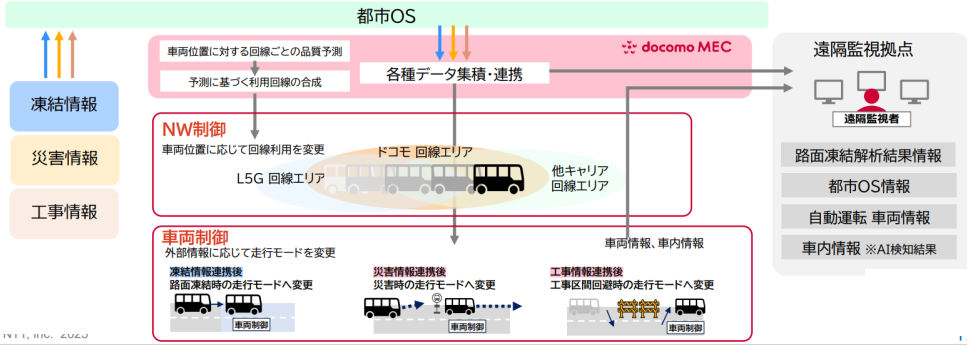 都市OS
凍結情報
災害情報
工事情報
車両位置に対する回線ごとの品質予測
予測に基づく利用回線の合成
各種データ集積・連携
docomo MEC
NW制御
車両位置に応じて回線利用を変更
ドコモ 回線エリア
L5G 回線エリア
他キャリア
回線エリア
車両制御
外部情報に応じて走行モードを変更
車両情報、車内情報
凍結情報連携後
路面凍結時の走行モードへ変更
車両制御
災害情報連携後
災害時の走行モードへ変更
車両制御
工事情報連携後
工事区間回避時の走行モードへ変更
車両制御
遠隔監視拠点
遠隔監視者
路面凍結解析結果情報
都市OS情報
自動運転 車両情報
車内情報 ※AI検知結果